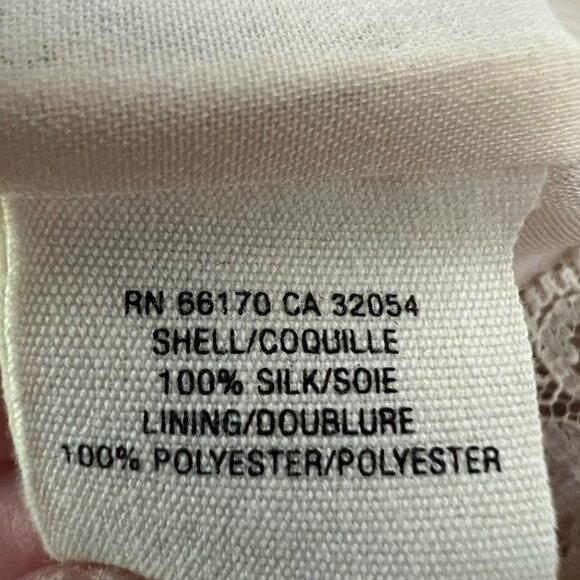 RN 66170 CA 32054
SHELL/COQUILLE
100% SILK/SOIE
LINING/DOUBLURE
100% POLYESTER/POLYESTER